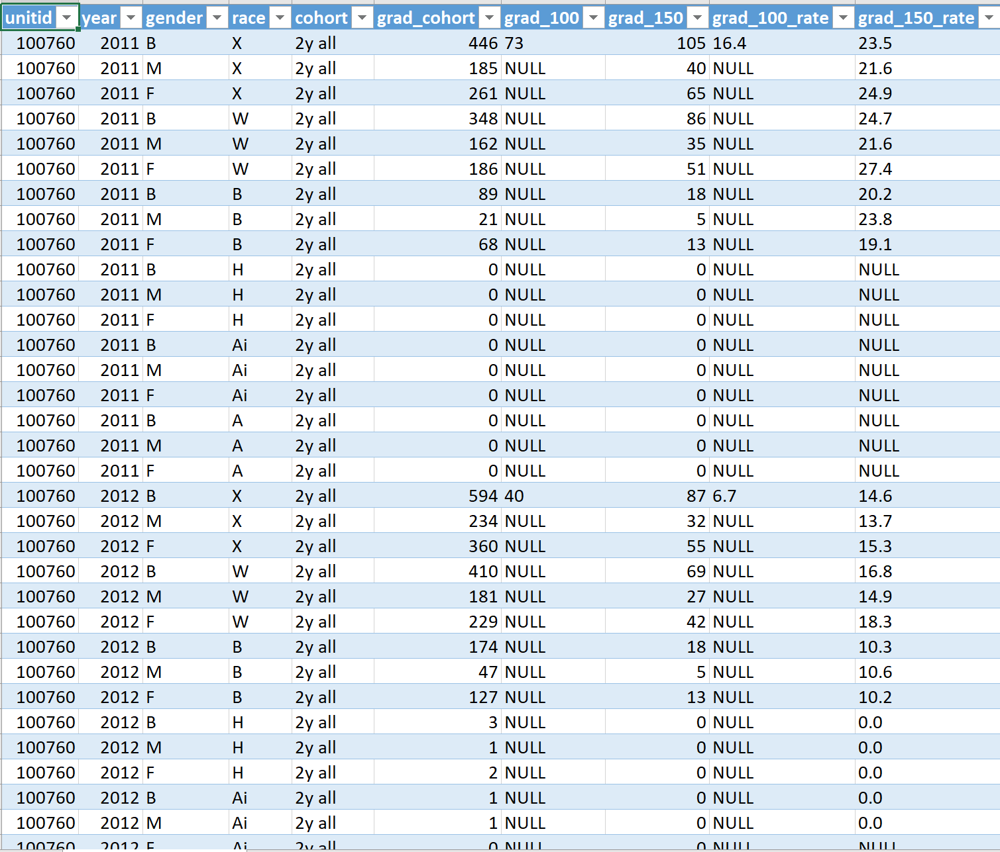 unitid year gender race cohort grad_cohort grad_100 grad_150 grad_100_rate grad_150_rate
100760 2011 B X 2y all 446 73 105 16.4 23.5
100760 2011 M X 2y all 185 NULL 40 NULL 21.6
100760 2011 F X 2y all 261 NULL 65 NULL 24.9
100760 2011 B W 2y all 348 NULL 86 NULL 24.7
100760 2011 M W 2y all 162 NULL 35 NULL 21.6
100760 2011 F W 2y all 186 NULL 51 NULL 27.4
100760 2011 B B 2y all 89 NULL 18 NULL 20.2
100760 2011 M B 2y all 21 NULL 5 NULL 23.8
100760 2011 F B 2y all 68 NULL 13 NULL 19.1
100760 2011 B H 2y all 0 NULL 0 NULL NULL
100760 2011 M H 2y all 0 NULL 0 NULL NULL
100760 2011 F H 2y all 0 NULL 0 NULL NULL
100760 2011 B Ai 2y all 0 NULL 0 NULL NULL
100760 2011 M Ai 2y all 0 NULL 0 NULL NULL
100760 2011 F Ai 2y all 0 NULL 0 NULL NULL
100760 2011 B A 2y all 0 NULL 0 NULL NULL
100760 2011 M A 2y all 0 NULL 0 NULL NULL
100760 2011 F A 2y all 0 NULL 0 NULL NULL
100760 2012 B X 2y all 594 40 87 6.7 14.6
100760 2012 M X 2y all 234 NULL 32 NULL 13.7
100760 2012 F X 2y all 360 NULL 55 NULL 15.3
100760 2012 B W 2y all 410 NULL 69 NULL 16.8
100760 2012 M W 2y all 181 NULL 27 NULL 14.9
100760 2012 F W 2y all 229 NULL 42 NULL 18.3
100760 2012 B B 2y all 174 NULL 18 NULL 10.3
100760 2012 M B 2y all 47 NULL 5 NULL 10.6
100760 2012 F B 2y all 127 NULL 13 NULL 10.2
100760 2012 B H 2y all 3 NULL 0 NULL 0.0
100760 2012 M H 2y all 1 NULL 0 NULL 0.0
100760 2012 F H 2y all 2 NULL 0 NULL 0.0
100760 2012 B Ai 2y all 1 NULL 0 NULL 0.0
100760 2012 M Ai 2y all 1 NULL 0 NULL 0.0
100760 2012 F Ai 2y all 0 NULL 0 NULL NULL